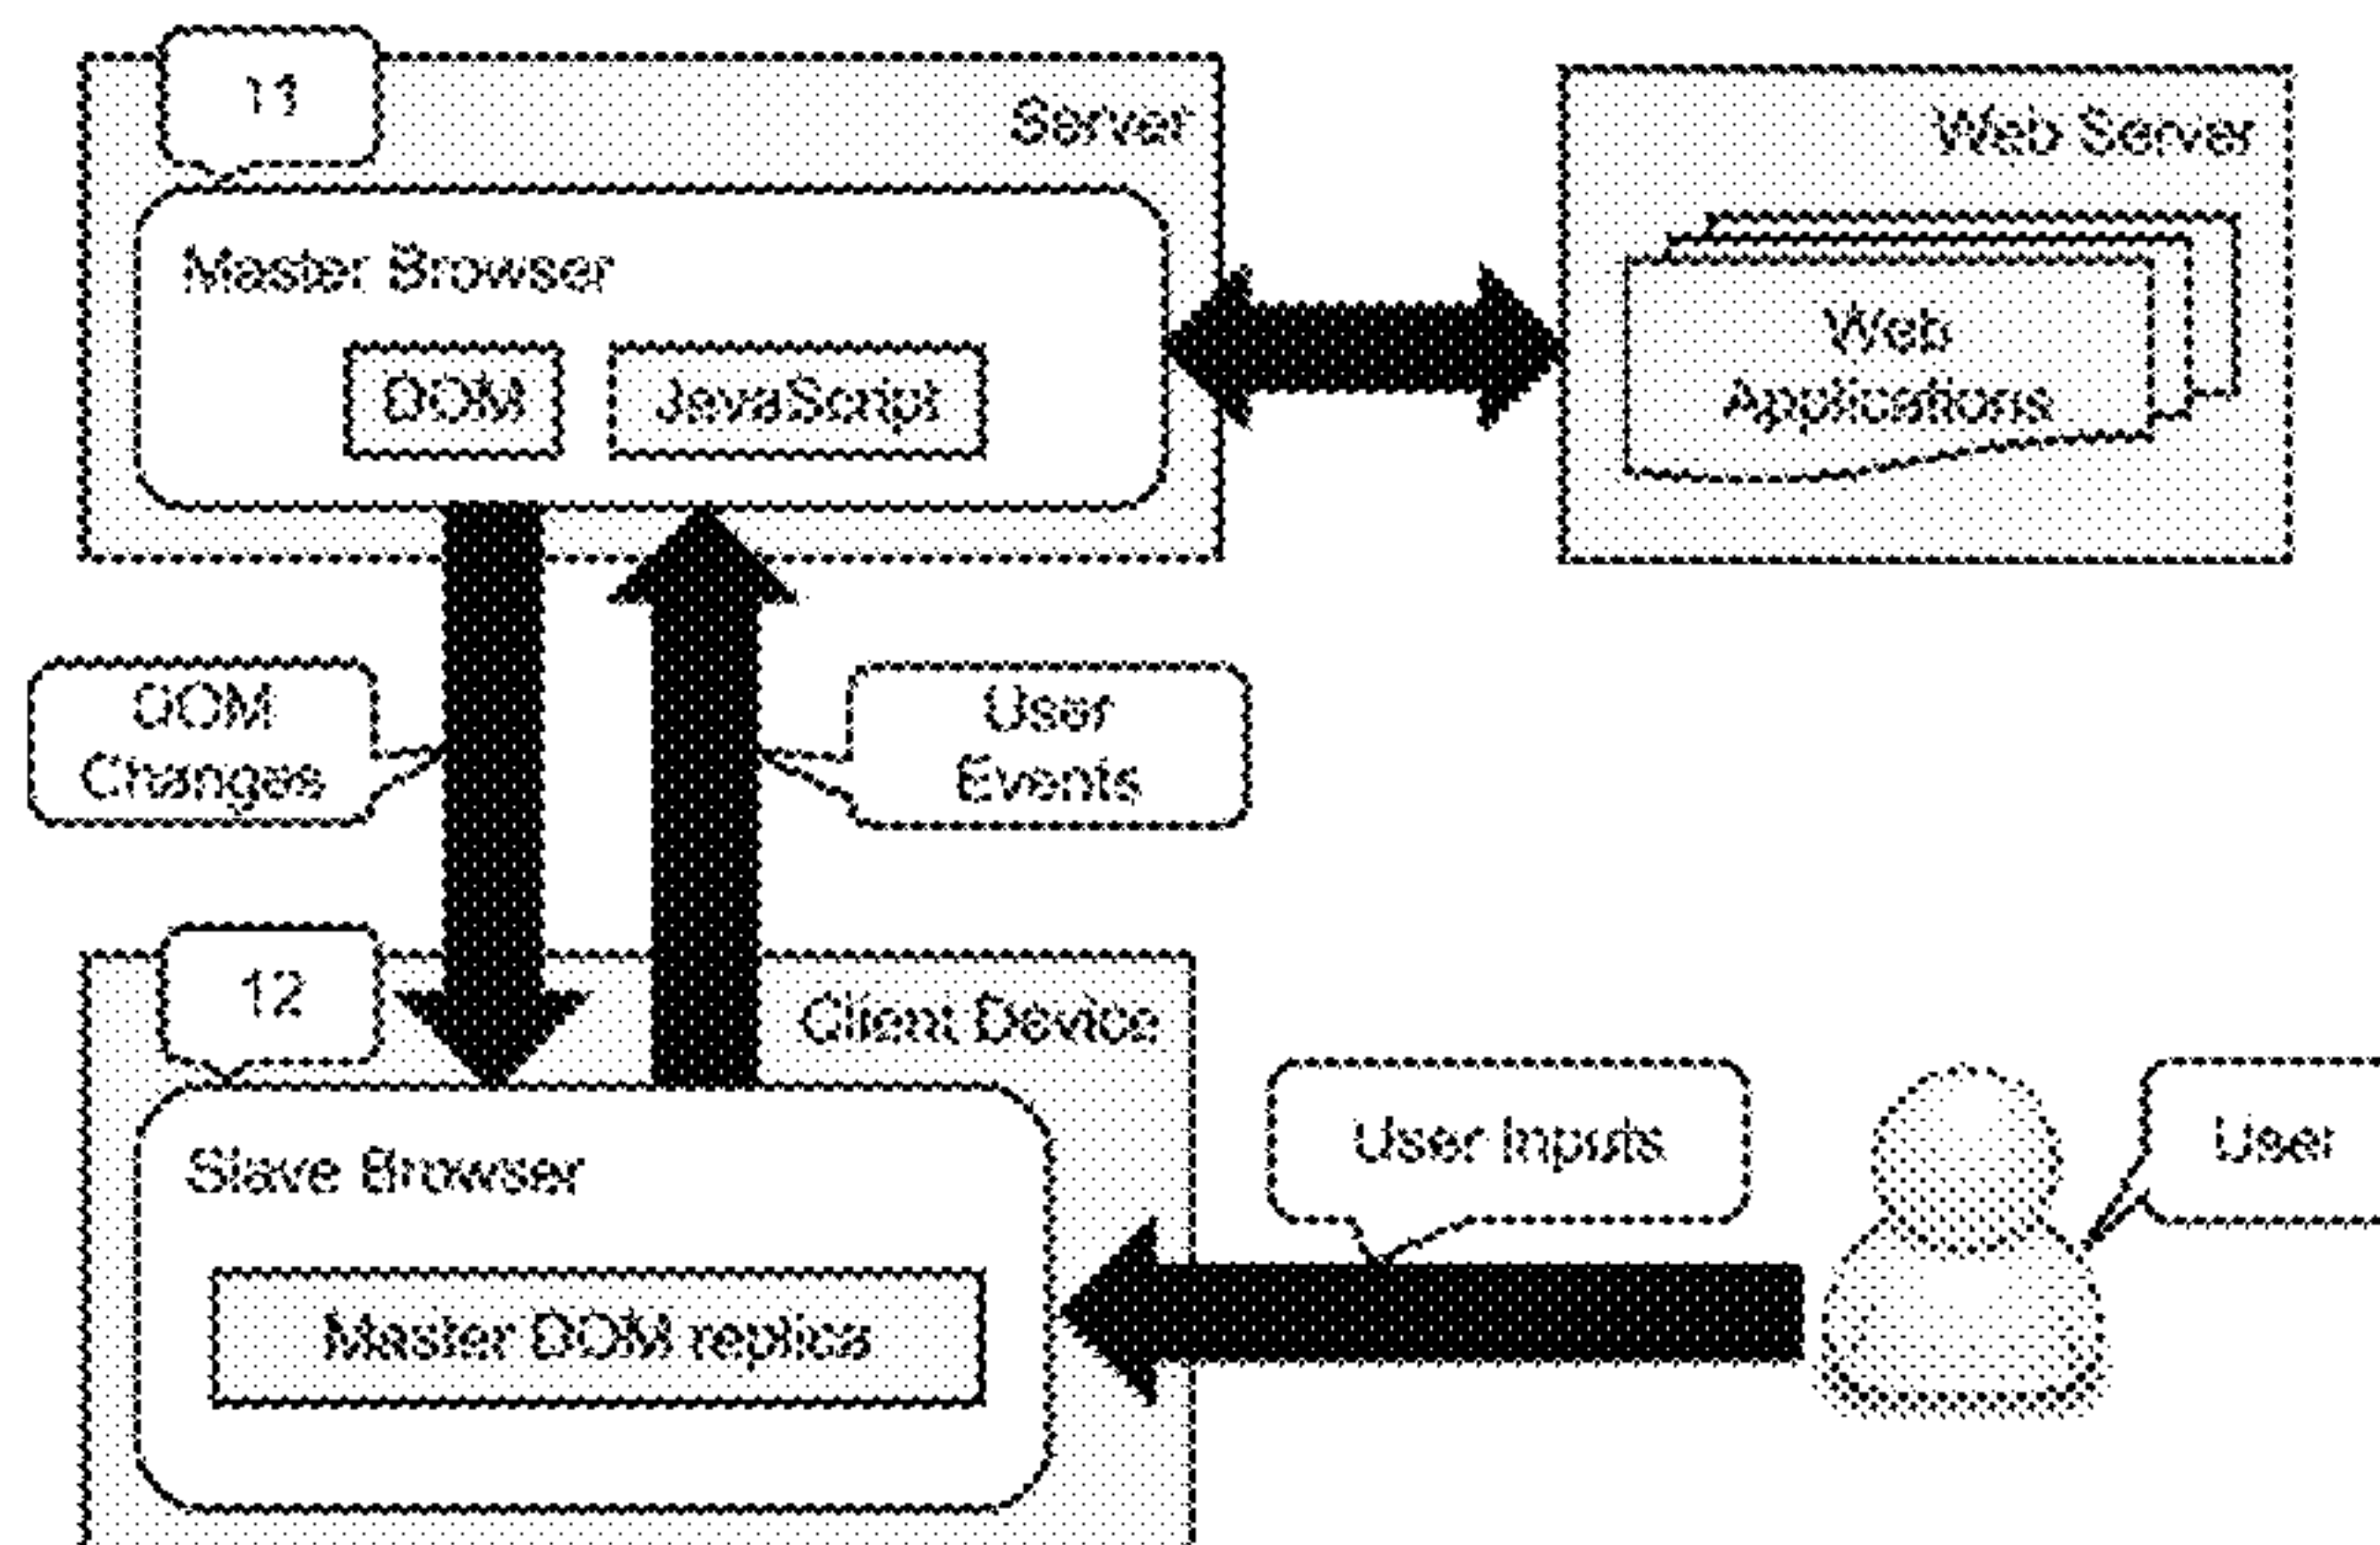 11
Server
Master Browser
DOM
JavaScript
Web Server
Web
Applications
DOM
Changes
User
Events
12
Client Device
Slave Browser
Master DOM replica
User Inputs
User